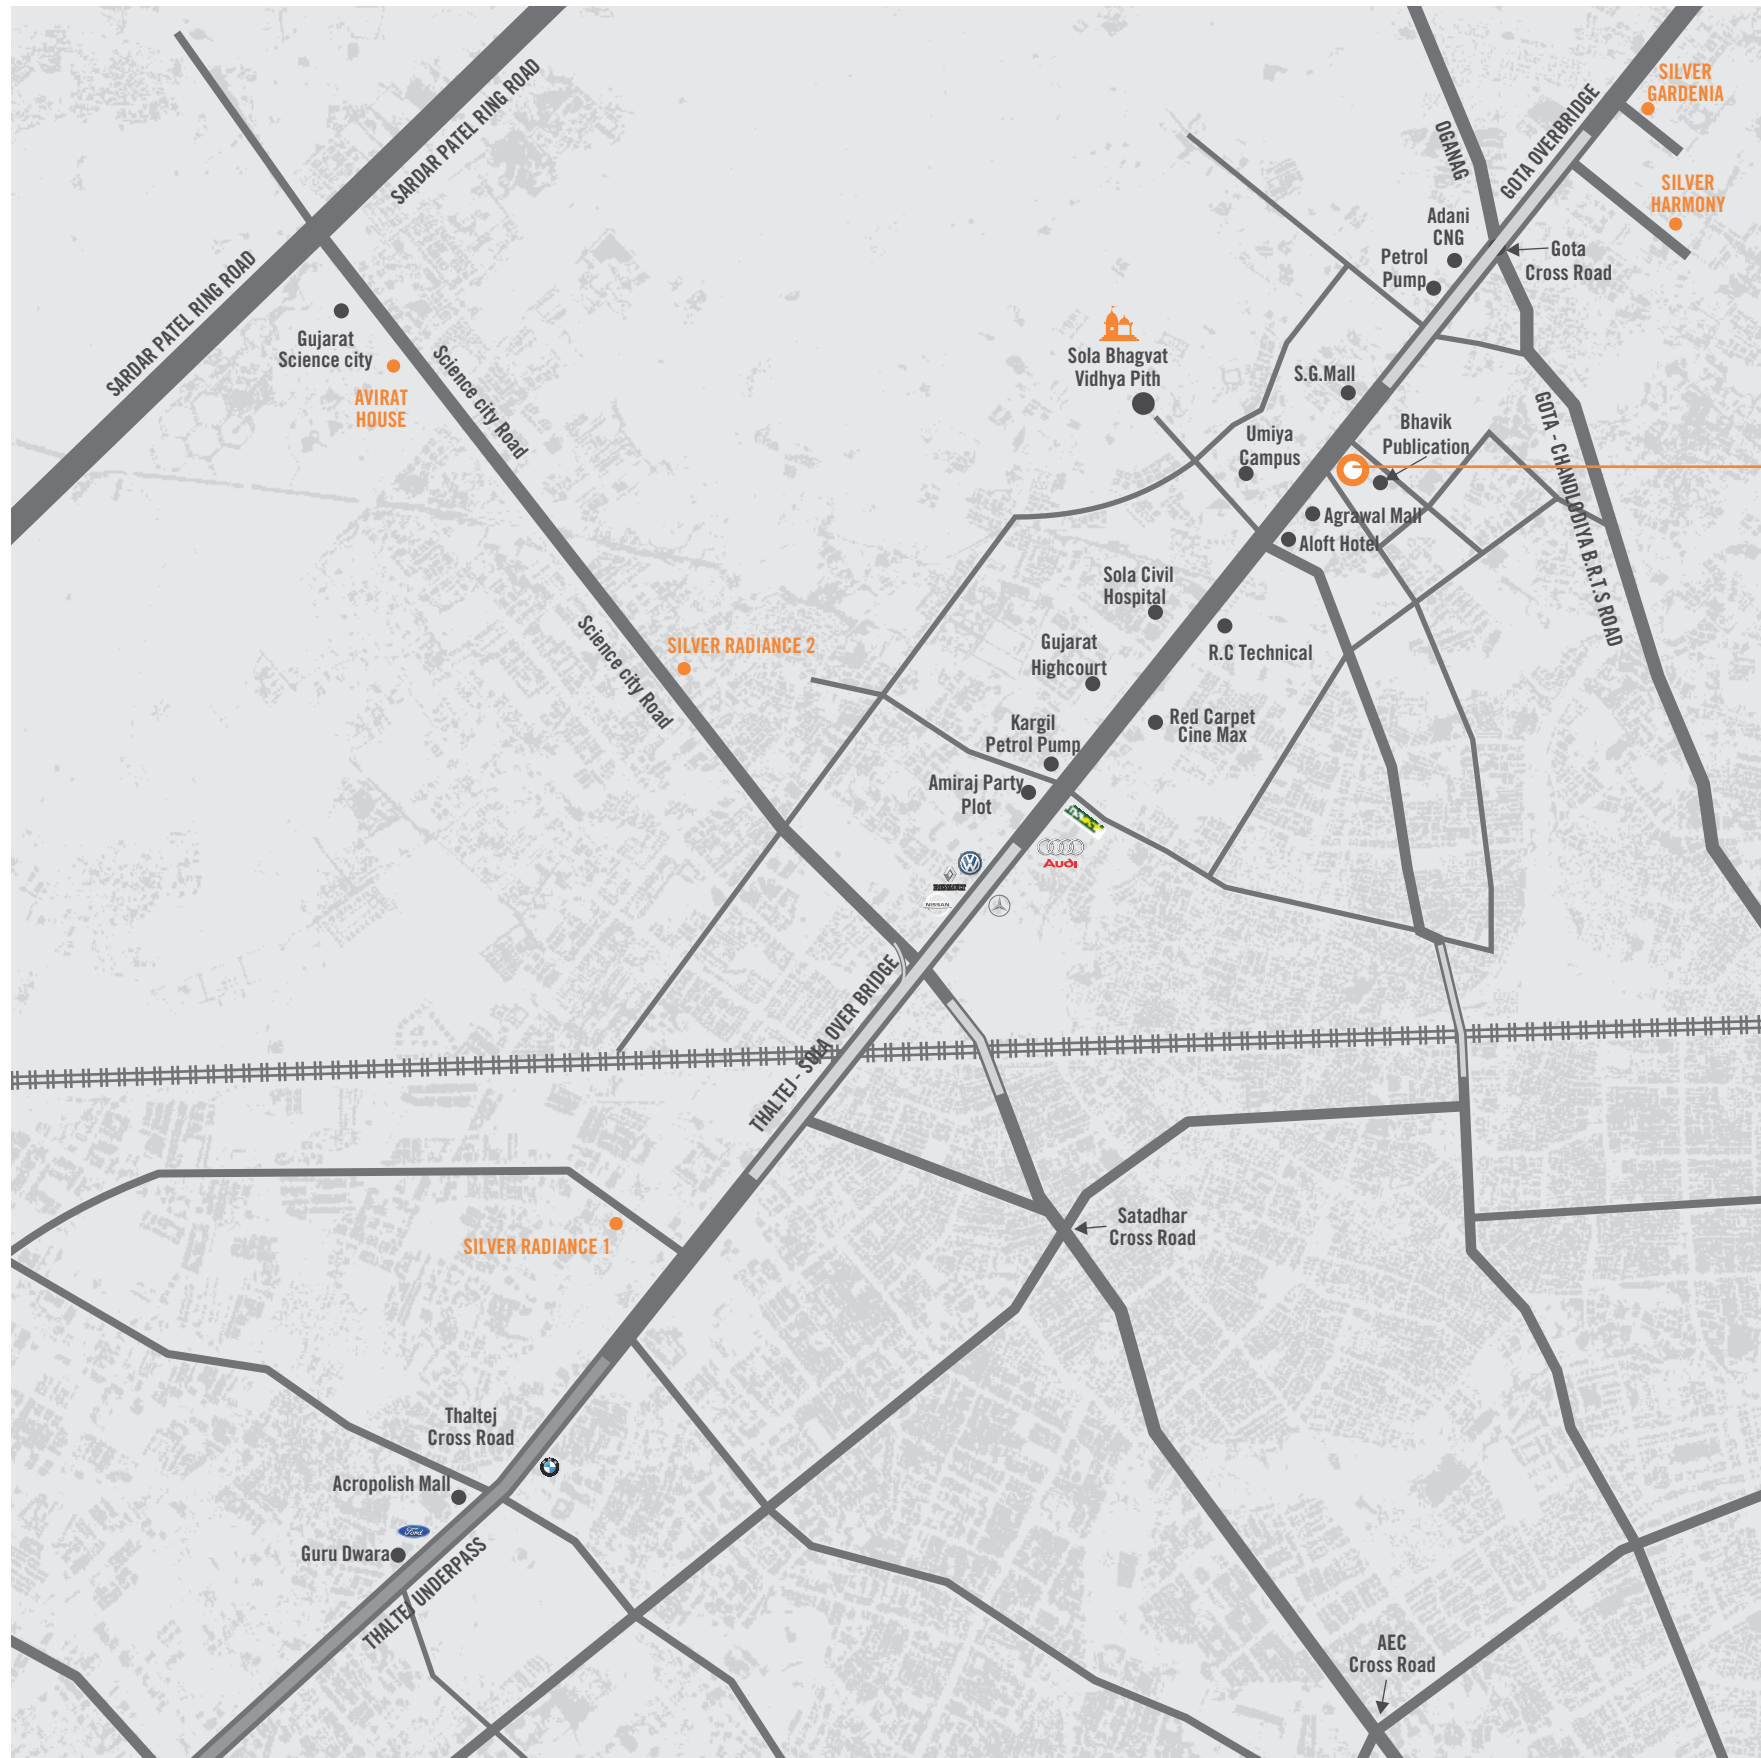 SILVER
GARDENIA
SARDAR PATEL RING ROAD
GOTA OVERBRIDGE
OGANAG
SILVER
HARMONY
Adani
CNG
Gota
Cross Road
Petrol
Pump
SARDAR PATEL RING ROAD
Gujarat
Science city
Science city Road
Sola Bhagvat
Vidhya Pith
S.G.Mall
AVIRAT
HOUSE
Bhavik
Publication
GOTA - CHANDLODIYA B.R.T.S ROAD
Umiya
Campus
Agrawal Mall
Aloft Hotel
Sola Civil
Hospital
Science city Road
SILVER RADIANCE 2
Gujarat
Highcourt
R.C Technical
Kargil
Petrol Pump
Red Carpet
Cine Max
Amiraj Party
Plot
Audi
RENAULT
NISSAN
THALTEJ - SOLA OVER BRIDGE
Satadhar
Cross Road
SILVER RADIANCE 1
Thaltej
Cross Road
Acropolish Mall
Ford
Guru Dwara
THALTEJ UNDERPASS
AEC
Cross Road